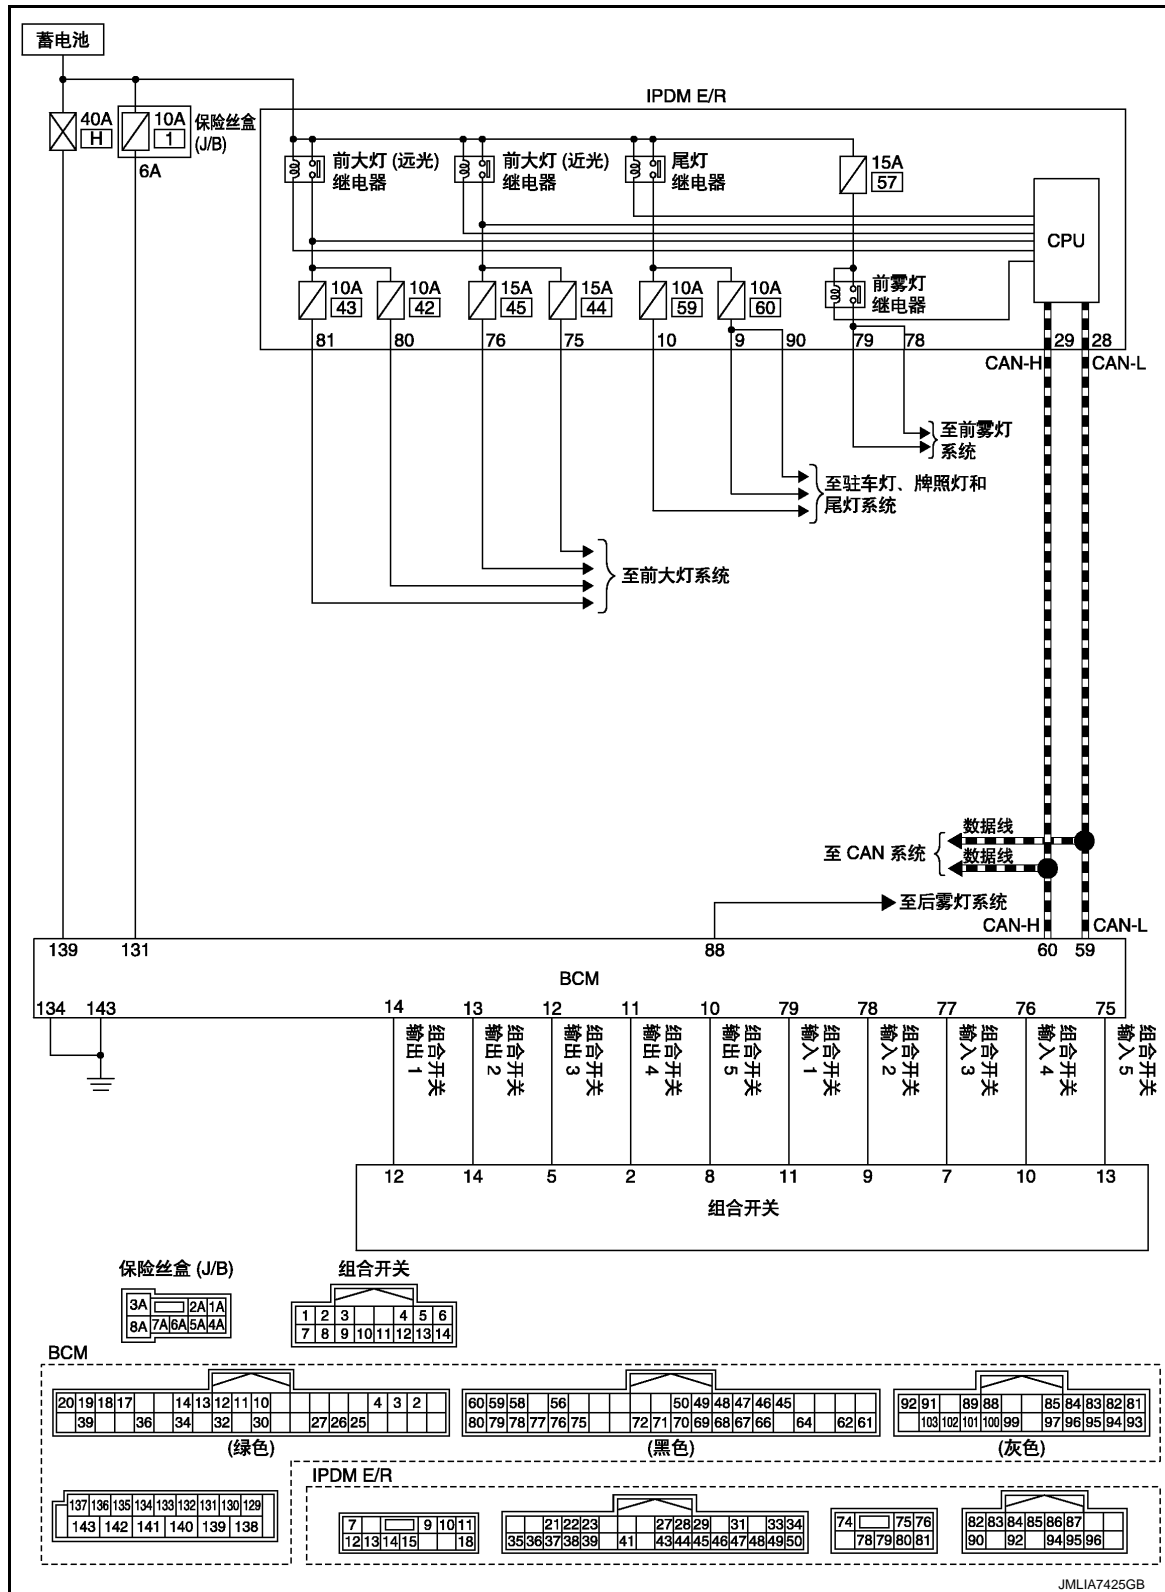 蓄电池
IPDM E/R
40A
H
10A
1
保险丝盒
(J/B)
6A
前大灯 (远光)
继电器
前大灯 (近光)
继电器
尾灯
继电器
15A
57
CPU
10A
43
10A
42
15A
45
15A
44
10A
59
10A
60
前雾灯
继电器
81 80 76 75 10 9 90 79 78 29 28
CAN-H CAN-L
至前雾灯
系统
至驻车灯、牌照灯和
尾灯系统
至前大灯系统
数据线
至 CAN 系统
数据线
至后雾灯系统
CAN-H CAN-L
139 131 88 60 59
BCM
134 143 14 13 12 11 10 79 78 77 76 75
组合开关
输出 1
组合开关
输出 2
组合开关
输出 3
组合开关
输出 4
组合开关
输出 5
组合开关
输入 1
组合开关
输入 2
组合开关
输入 3
组合开关
输入 4
组合开关
输入 5
12 14 5 2 8 11 9 7 10 13
组合开关
保险丝盒 (J/B)
3A 2A 1A
8A 7A 6A 5A 4A
组合开关
1 2 3 4 5 6
7 8 9 10 11 12 13 14
BCM
20 19 18 17 14 13 12 11 10 4 3 2
39 36 34 32 30 27 26 25
(绿色)
60 59 58 56 50 49 48 47 46 45
80 79 78 77 76 75 72 71 70 69 68 67 66 64 62 61
(黑色)
92 91 89 88 85 84 83 82 81
103 102 101 100 99 97 96 95 94 93
(灰色)
137 136 135 134 133 132 131 130 129
143 142 141 140 139 138
IPDM E/R
7 9 10 11
12 13 14 15 18
21 22 23 27 28 29 31 33 34
35 36 37 38 39 41 43 44 45 46 47 48 49 50
74 75 76
78 79 80 81
82 83 84 85 86 87
90 92 94 95 96
JMLIA7425GB